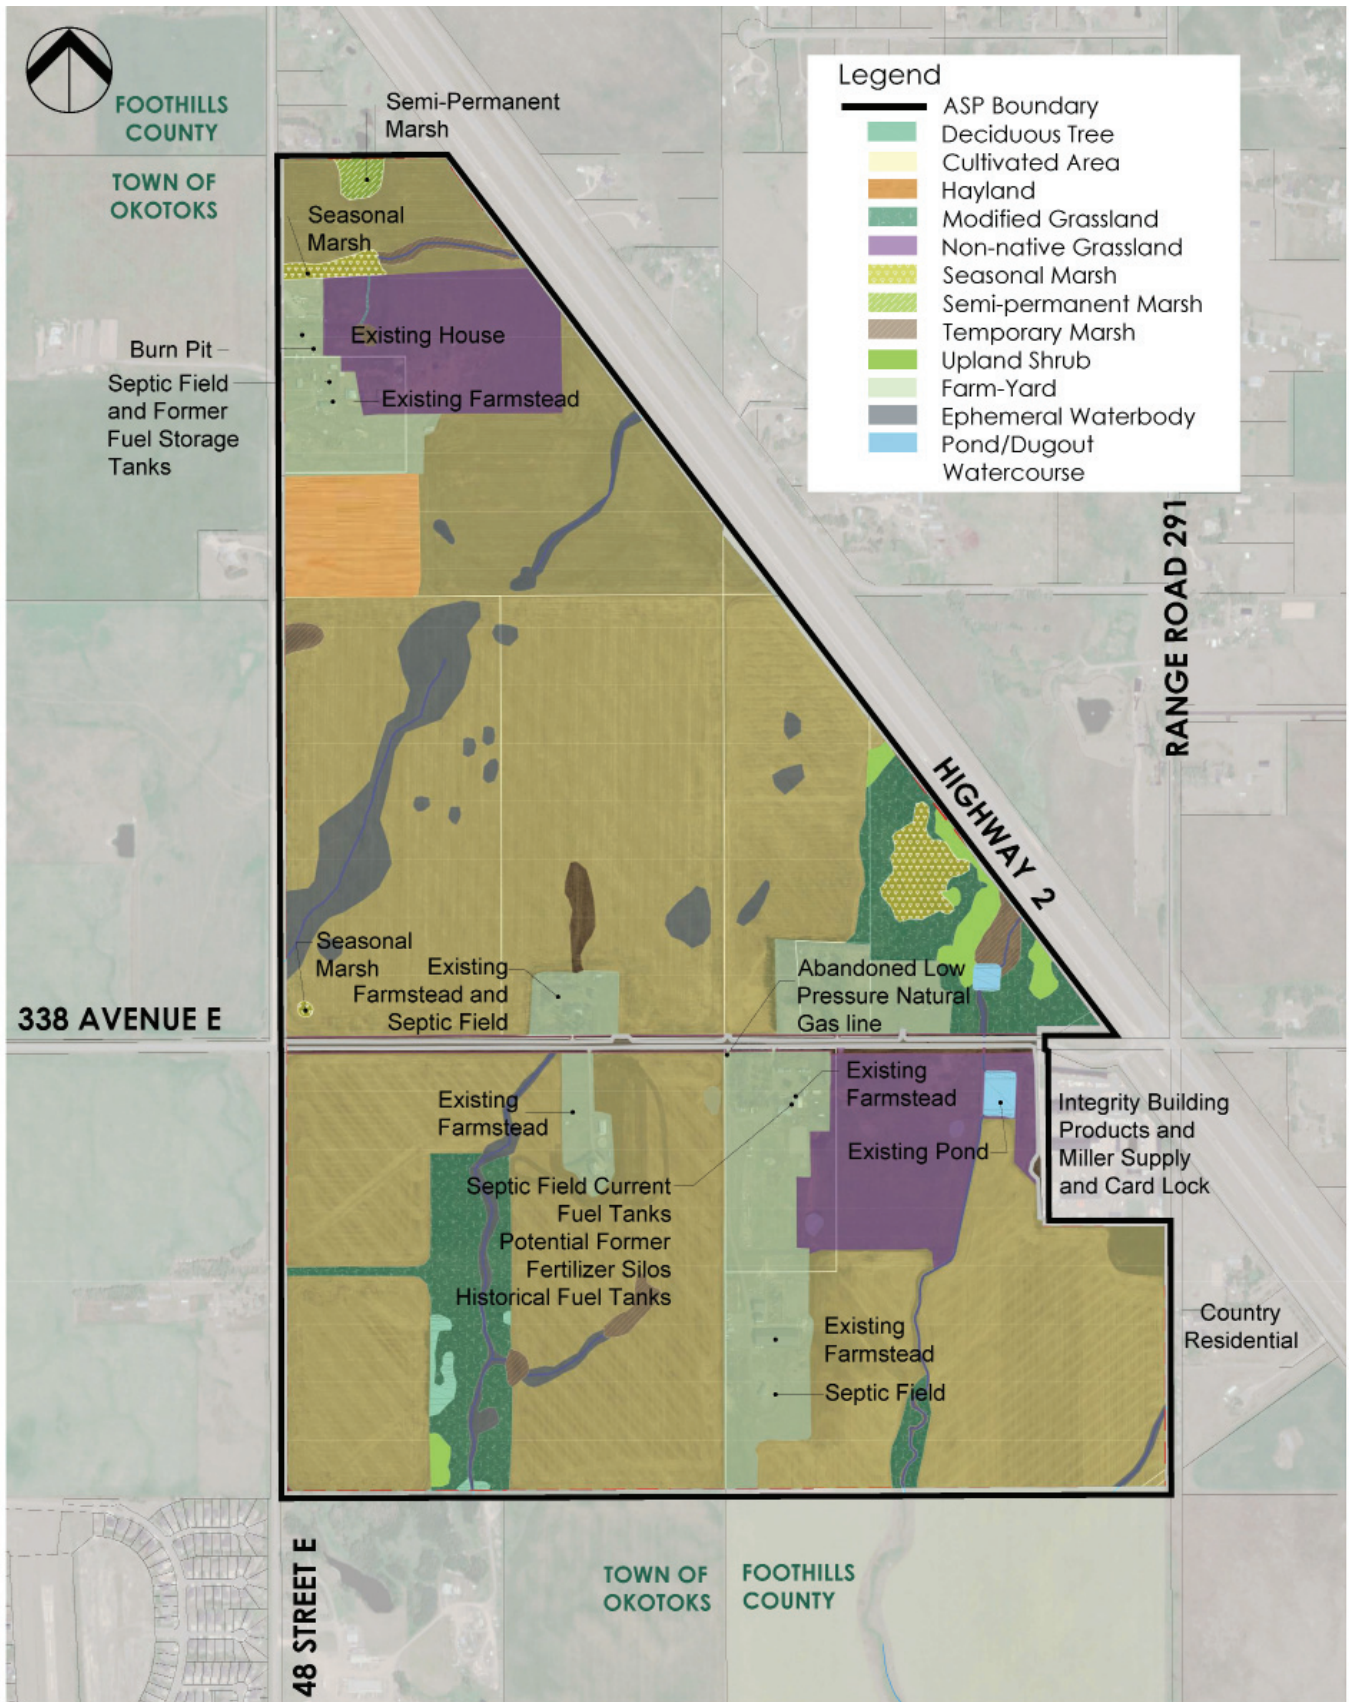 FOOTHILLS
COUNTY
TOWN OF
OKOTOKS
Semi-Permanent
Marsh
Legend
ASP Boundary
Deciduous Tree
Cultivated Area
Hayland
Modified Grassland
Non-native Grassland
Seasonal Marsh
Semi-permanent Marsh
Temporary Marsh
Upland Shrub
Farm-Yard
Ephemeral Waterbody
Pond/Dugout
Watercourse
Seasonal
Marsh
Burn Pit
Existing House
Septic Field
and Former
Fuel Storage
Tanks
Existing Farmstead
RANGE ROAD 291
HIGHWAY 2
Seasonal
Marsh
Existing
Farmstead and
Septic Field
Abandoned Low
Pressure Natural
Gas line
338 AVENUE E
Existing
Farmstead
Existing
Farmstead
Existing Pond
Integrity Building
Products and
Miller Supply
and Card Lock
Septic Field Current
Fuel Tanks
Potential Former
Fertilizer Silos
Historical Fuel Tanks
Existing
Farmstead
Septic Field
Country
Residential
48 STREET E
TOWN OF
OKOTOKS
FOOTHILLS
COUNTY